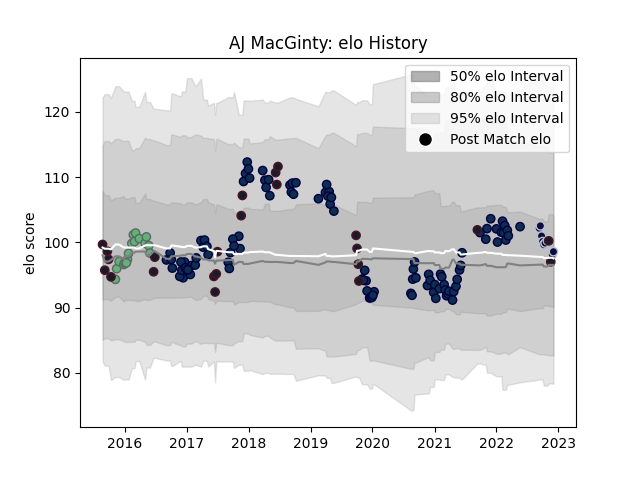 AJ MacGinty: elo History
50% elo Interval
80% elo Interval
95% elo Interval
Post Match elo
elo score
120
110
100
90
80
2016 2017 2018 2019 2020 2021 2022 2023